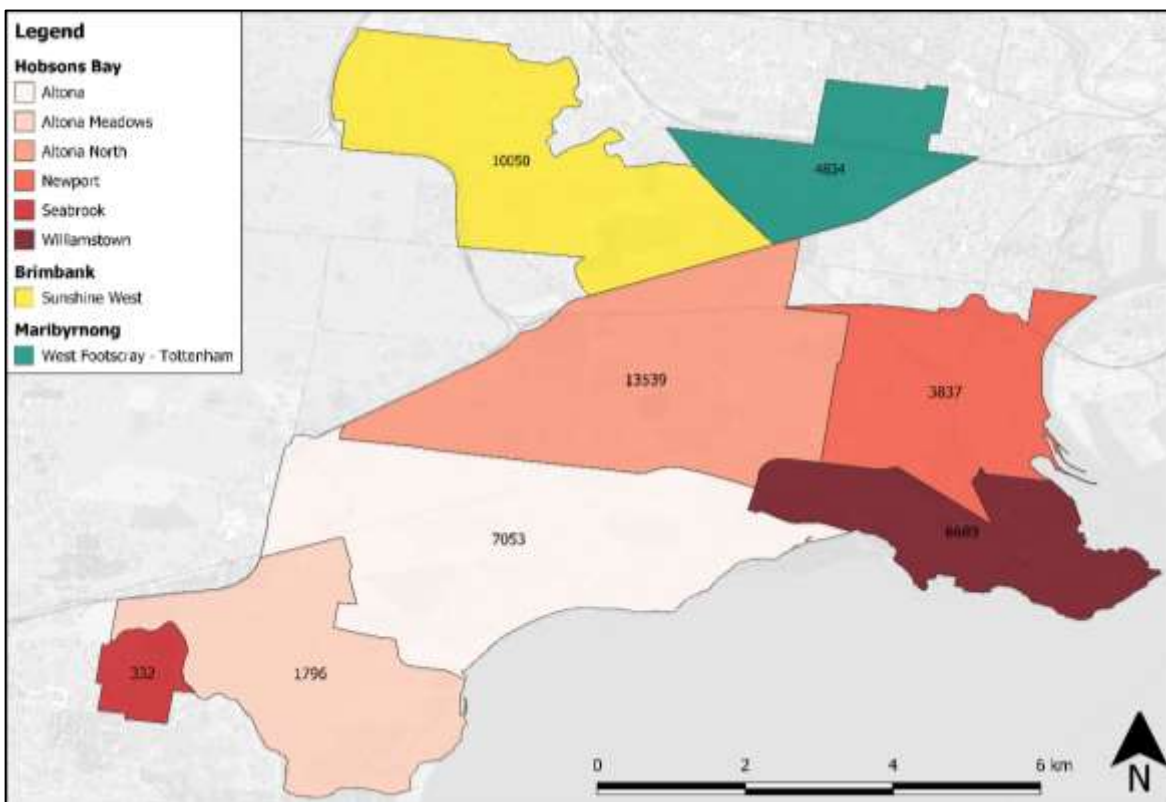 Legend
Hobsons Bay
Altona
Altona Meadows
Altona North
Newport
Seabrook
Williamstown
Brimbank
Sunshine West
Maribyrnong
West Footscray - Tottenham
10050
4834
13539
3837
7053
6603
332
1796
0 2 4 6 km
N